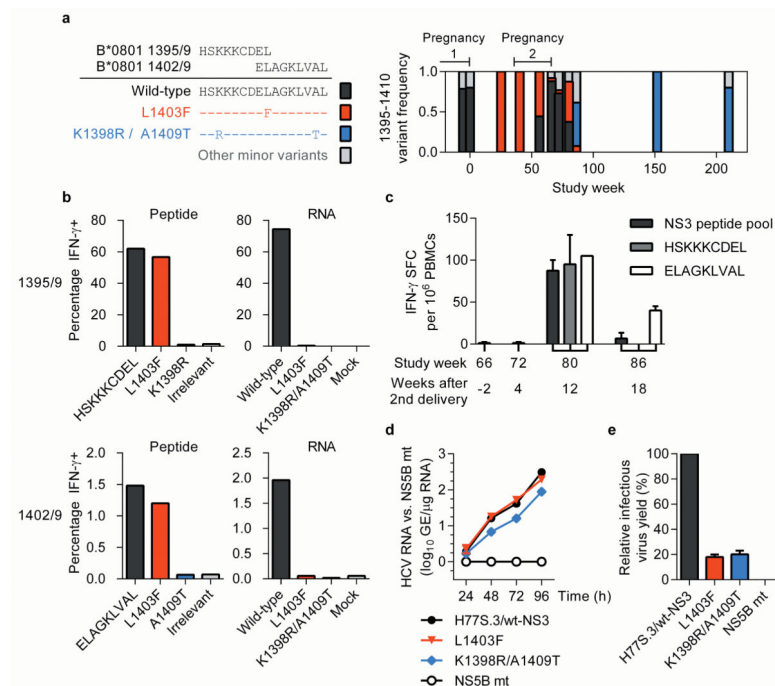 a
B*0801 1395/9 HSKKKCDEL
B*0801 1402/9 ELAGKLVAL
Wild-type HSKKKCDELAGKLVAL
L1403F --------F-------
K1398R / A1409T ---R----------T-
Other minor variants
Pregnancy 1
Pregnancy 2
1395-1410
variant frequency
1.0
0.5
0.0
0 50 100 150 200
Study week
b
Peptide
RNA
1395/9
Percentage IFN-γ+
80
60
40
20
0
HSKKKCDEL
L1403F
K1398R
Irrelevant
80
60
40
20
0
Wild-type
L1403F
K1398R/A1409T
Mock
Peptide
RNA
1402/9
Percentage IFN-γ+
2.0
1.5
1.0
0.5
0.0
ELAGKLVAL
L1403F
A1409T
Irrelevant
2.5
2.0
1.5
1.0
0.5
0.0
Wild-type
L1403F
K1398R/A1409T
Mock
c
IFN-γ SFC
per 10⁶ PBMCs
150
100
50
0
NS3 peptide pool
HSKKKCDEL
ELAGKLVAL
Study week 66 72 80 86
Weeks after
2nd delivery
-2 4 12 18
d
HCV RNA vs. NS5B mt
(log₁₀ GE/μg RNA)
3
2
1
0
24 48 72 96 Time (h)
H77S.3/wt-NS3
L1403F
K1398R/A1409T
NS5B mt
e
Relative infectious
virus yield (%)
100
80
60
40
20
0
H77S.3/wt-NS3
L1403F
K1398R/A1409T
NS5B mt